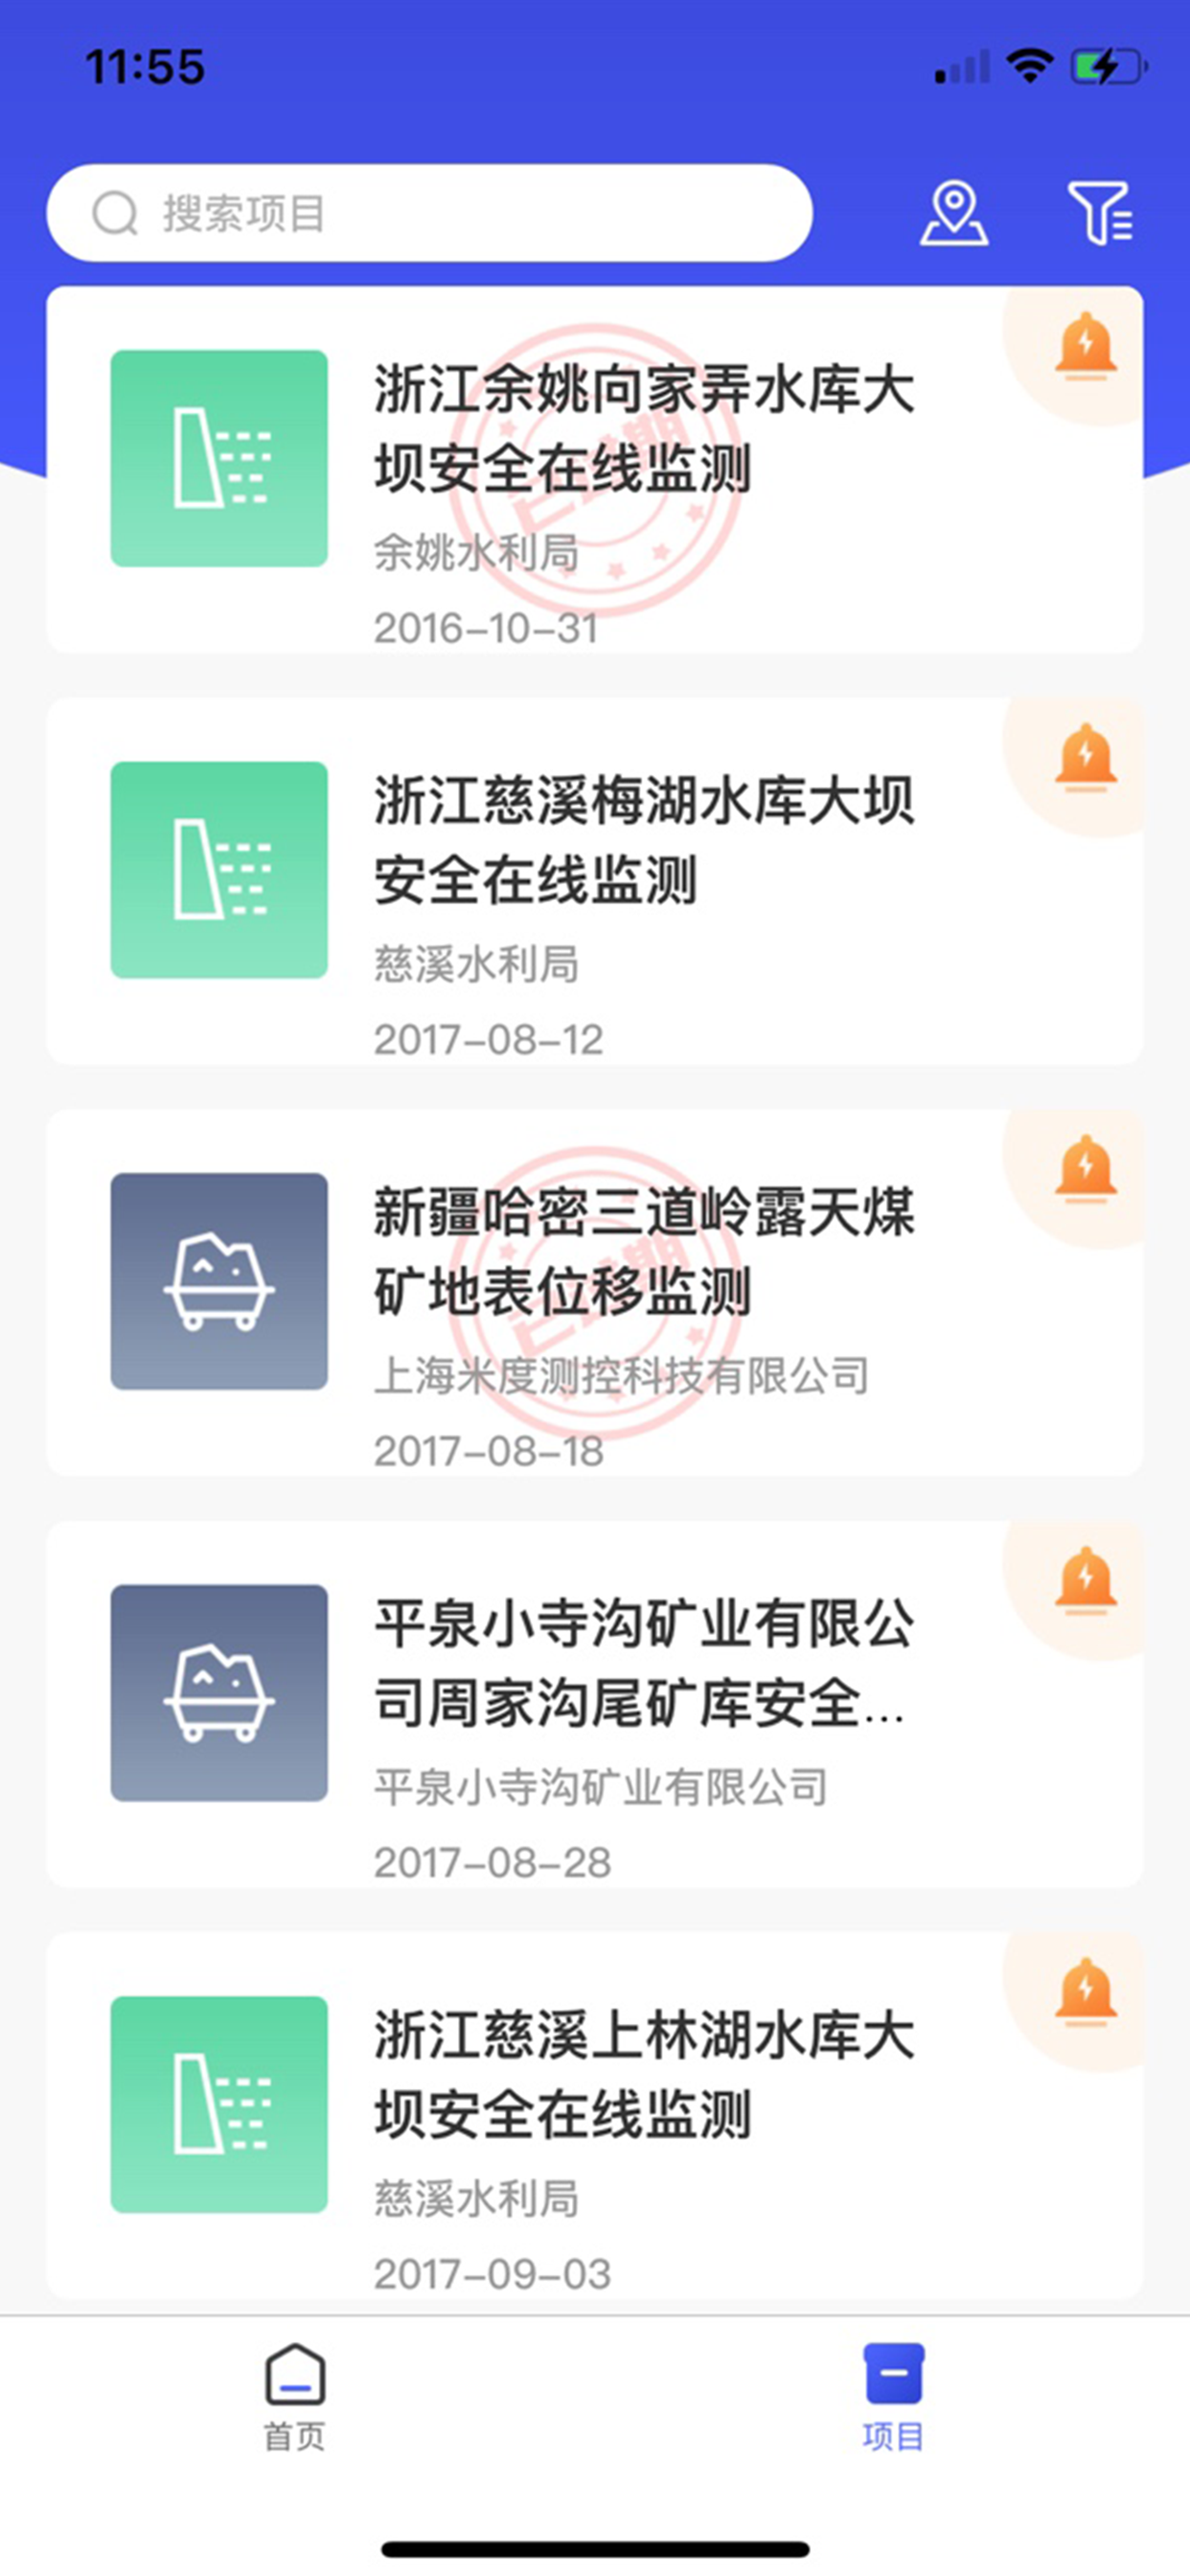 11:55
搜索项目
浙江余姚向家弄水库大
坝安全在线监测
余姚水利局
2016-10-31
已过期
浙江慈溪梅湖水库大坝
安全在线监测
慈溪水利局
2017-08-12
新疆哈密三道岭露天煤
矿地表位移监测
上海米度测控科技有限公司
2017-08-18
已过期
平泉小寺沟矿业有限公
司周家沟尾矿库安全...
平泉小寺沟矿业有限公司
2017-08-28
浙江慈溪上林湖水库大
坝安全在线监测
慈溪水利局
2017-09-03
首页
项目